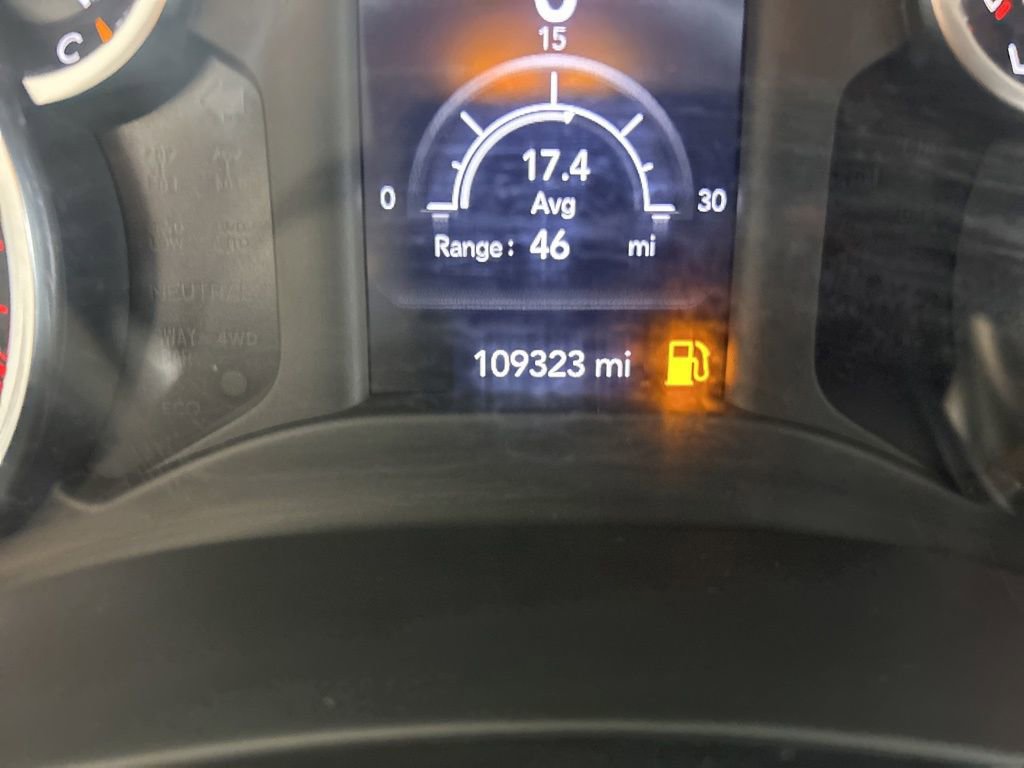 C
15
17.4
0 Avg 30
Range: 46 mi
NEUTRAL
4WD
109323 mi
ECO